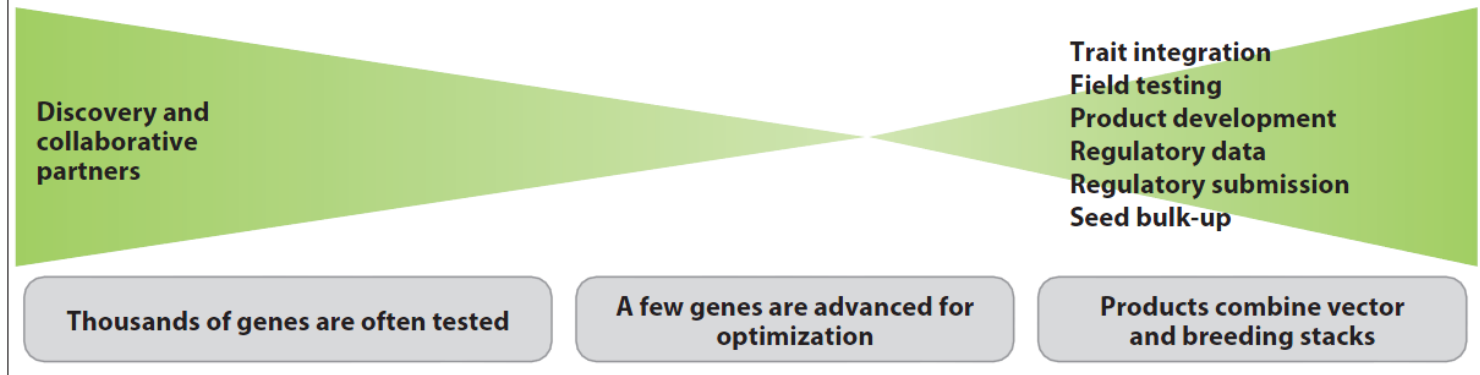 Discovery and
collaborative
partners
Trait integration
Field testing
Product development
Regulatory data
Regulatory submission
Seed bulk-up
Thousands of genes are often tested
A few genes are advanced for
optimization
Products combine vector
and breeding stacks